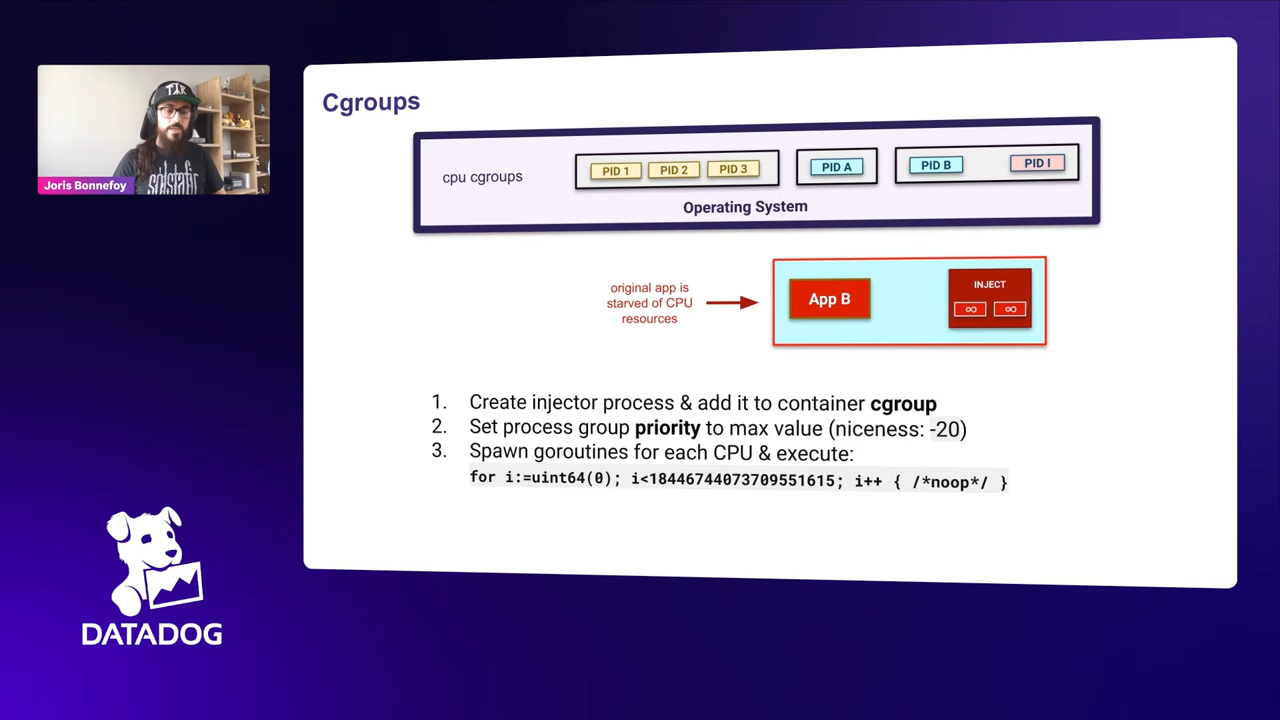 Cgroups
cpu cgroups
PID 1 PID 2 PID 3
PID A
PID B
PID I
Operating System
original app is
starved of CPU
resources
App B
INJECT
∞ ∞
1. Create injector process & add it to container cgroup
2. Set process group priority to max value (niceness: -20)
3. Spawn goroutines for each CPU & execute:
for i:=uint64(0); i<18446744073709551615; i++ { /*noop*/ }
Joris Bonnefoy
DATADOG